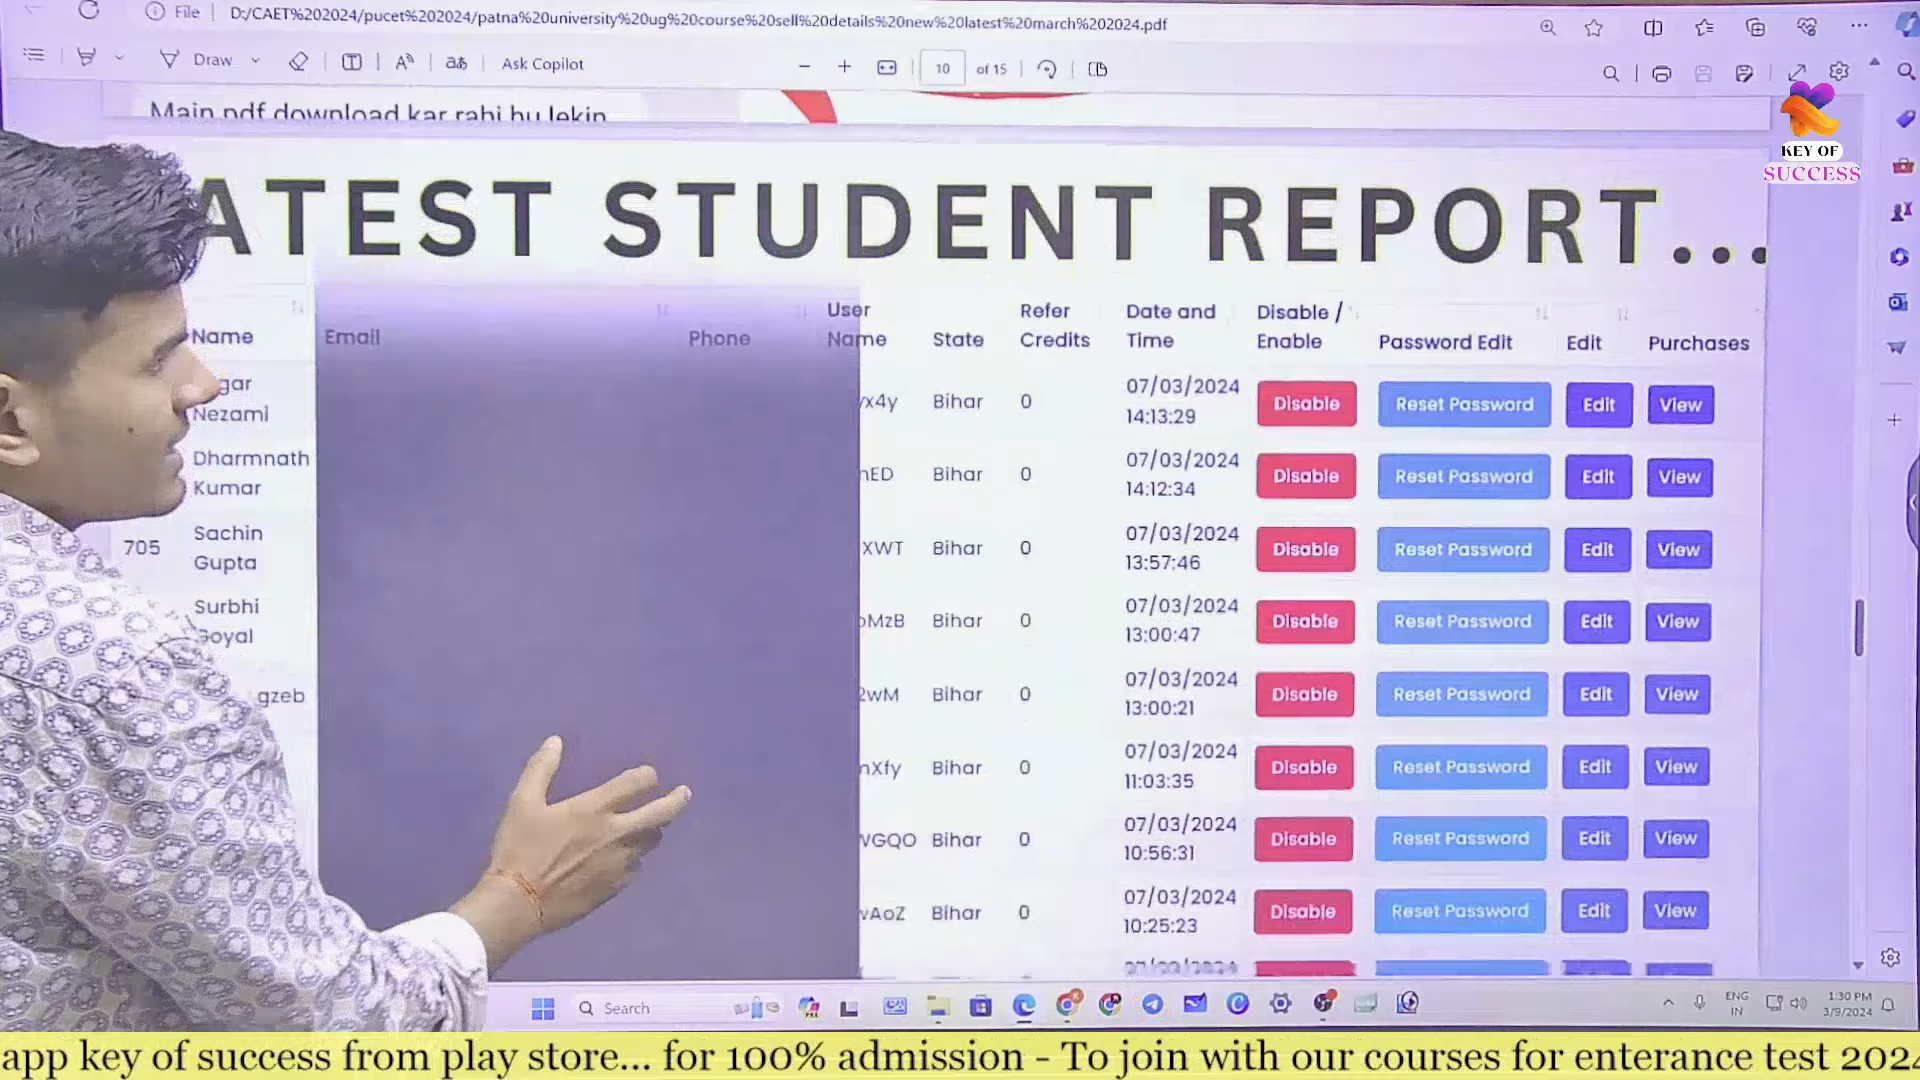 File D:/CAET%202024/pucet%202024/patna%20university%20ug%20course%20sell%20details%20new%20latest%20march%202024.pdf
Draw Ask Copilot 10 of 15
Main pdf download kar rahi hu lekin
KEY OF
SUCCESS
ATEST STUDENT REPORT...
Name Email Phone User Name State Refer Credits Date and Time Disable / Enable Password Edit Edit Purchases
gar Nezami x4y Bihar 0 07/03/2024 14:13:29 Disable Reset Password Edit View
Dharmnath Kumar ED Bihar 0 07/03/2024 14:12:34 Disable Reset Password Edit View
705 Sachin Gupta XWT Bihar 0 07/03/2024 13:57:46 Disable Reset Password Edit View
Surbhi Goyal MzB Bihar 0 07/03/2024 13:00:47 Disable Reset Password Edit View
gzeb 2wM Bihar 0 07/03/2024 13:00:21 Disable Reset Password Edit View
Xfy Bihar 0 07/03/2024 11:03:35 Disable Reset Password Edit View
GQO Bihar 0 07/03/2024 10:56:31 Disable Reset Password Edit View
AoZ Bihar 0 07/03/2024 10:25:23 Disable Reset Password Edit View
Search ENG IN 1:30 PM 3/9/2024
app key of success from play store... for 100% admission - To join with our courses for enterance test 2024